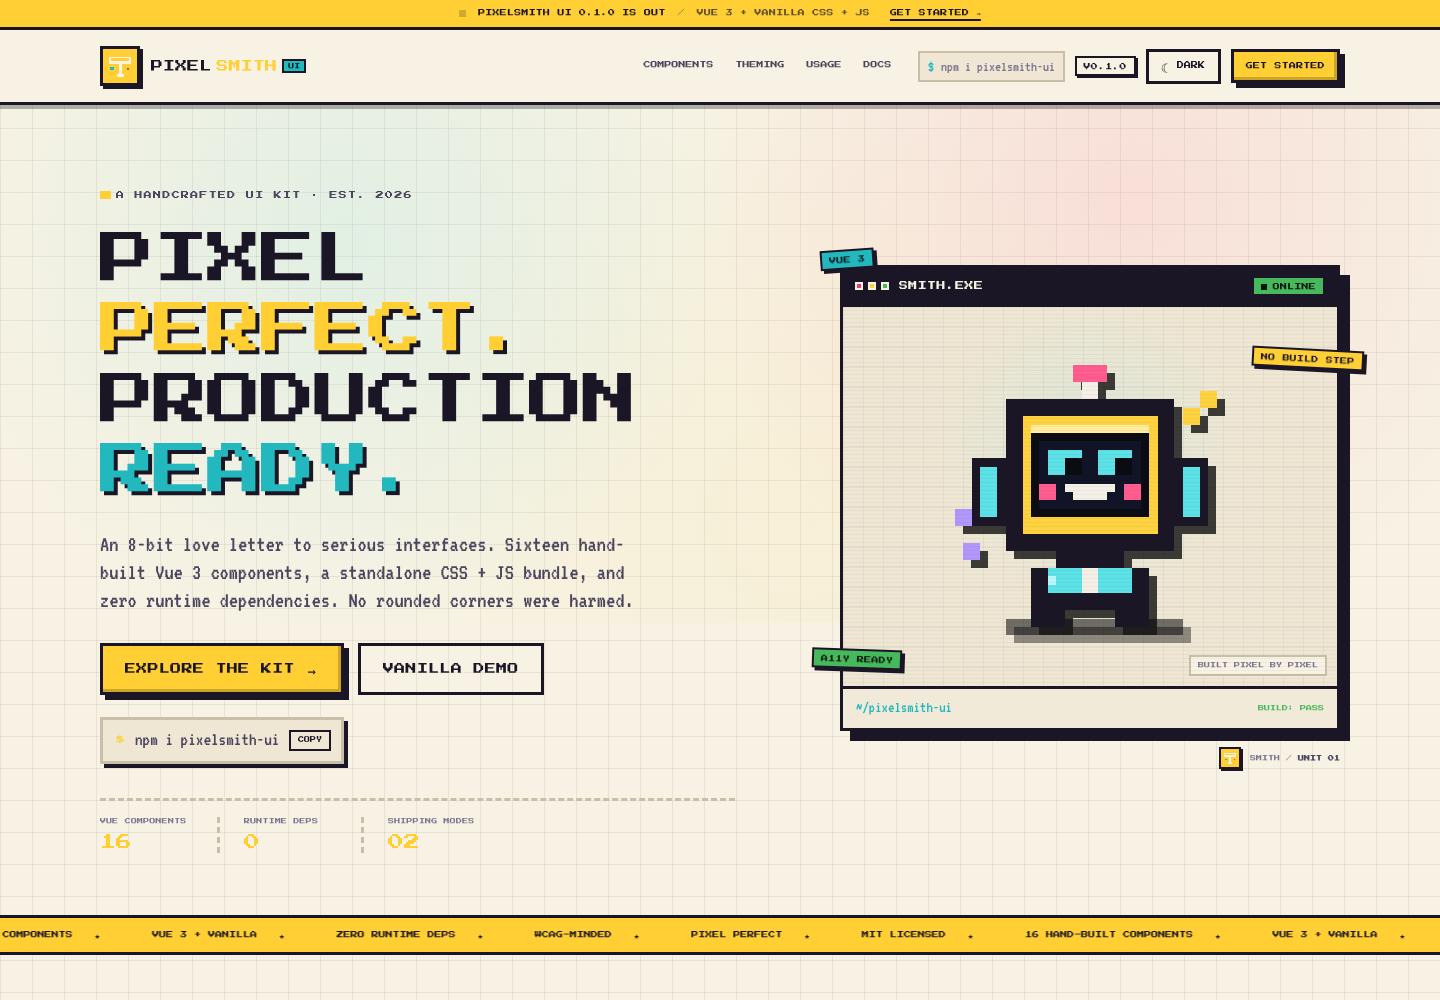 PIXELSMITH UI 0.1.0 IS OUT / VUE 3 + VANILLA CSS + JS GET STARTED →
PIXELSMITH UI
COMPONENTS THEMING USAGE DOCS
$ npm i pixelsmith-ui
V0.1.0
☾ DARK
GET STARTED
A HANDCRAFTED UI KIT · EST. 2026
PIXEL
PERFECT.
PRODUCTION
READY.
An 8-bit love letter to serious interfaces. Sixteen hand-
built Vue 3 components, a standalone CSS + JS bundle, and
zero runtime dependencies. No rounded corners were harmed.
EXPLORE THE KIT →
VANILLA DEMO
$ npm i pixelsmith-ui COPY
VUE COMPONENTS
16
RUNTIME DEPS
0
SHIPPING MODES
02
VUE 3
SMITH.EXE
ONLINE
NO BUILD STEP
A11Y READY
BUILT PIXEL BY PIXEL
~/pixelsmith-ui
BUILD: PASS
SMITH / UNIT 01
COMPONENTS ★ VUE 3 + VANILLA ★ ZERO RUNTIME DEPS ★ WCAG-MINDED ★ PIXEL PERFECT ★ MIT LICENSED ★ 16 HAND-BUILT COMPONENTS ★ VUE 3 + VANILLA ★